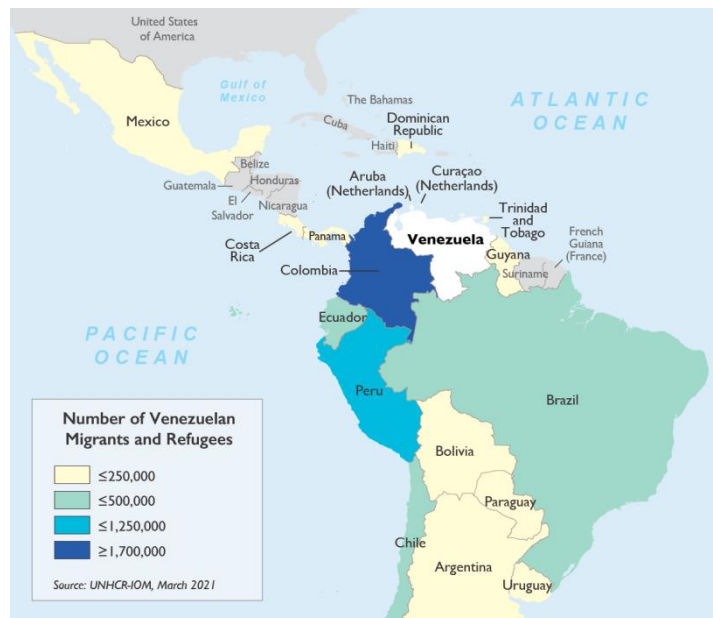 United States
of America
Gulf of
Mexico
The Bahamas
ATLANTIC
OCEAN
Mexico
Cuba
Dominican
Republic
Haiti
Belize
Guatemala
Honduras
El
Salvador
Nicaragua
Aruba
(Netherlands)
Curaçao
(Netherlands)
Trinidad
and
Tobago
Costa
Rica
Panama
Venezuela
Guyana
Suriname
French
Guiana
(France)
Colombia
Ecuador
PACIFIC
OCEAN
Peru
Brazil
Bolivia
Paraguay
Chile
Argentina
Uruguay
Number of Venezuelan
Migrants and Refugees
≤250,000
≤500,000
≤1,250,000
≥1,700,000
Source: UNHCR-IOM, March 2021